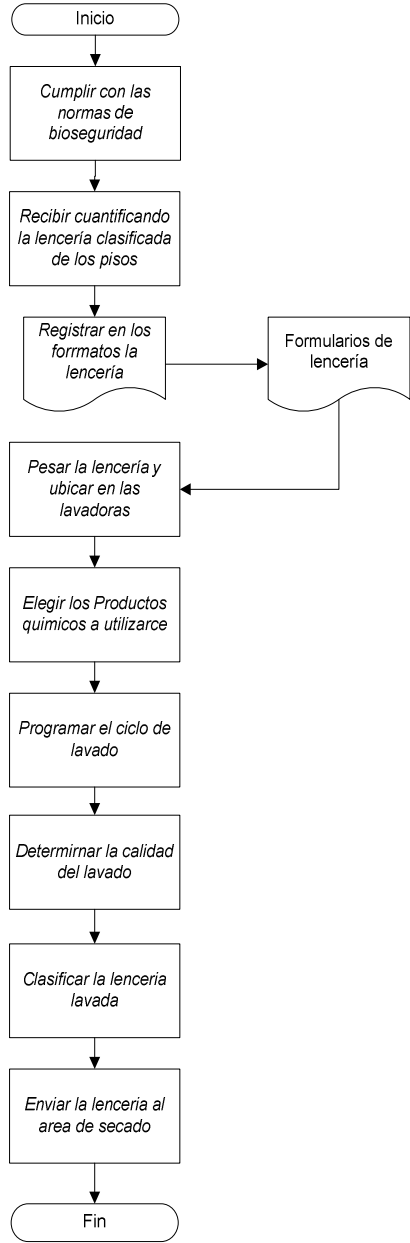 Inicio
Cumplir con las
normas de
bioseguridad
Recibir cuantificando
la lencería clasificada
de los pisos
Registrar en los
forrmatos la
lencería
Formularios de
lencería
Pesar la lencería y
ubicar en las
lavadoras
Elegir los Productos
quimicos a utilizarce
Programar el ciclo de
lavado
Determirnar la calidad
del lavado
Clasificar la lenceria
lavada
Enviar la lenceria al
area de secado
Fin